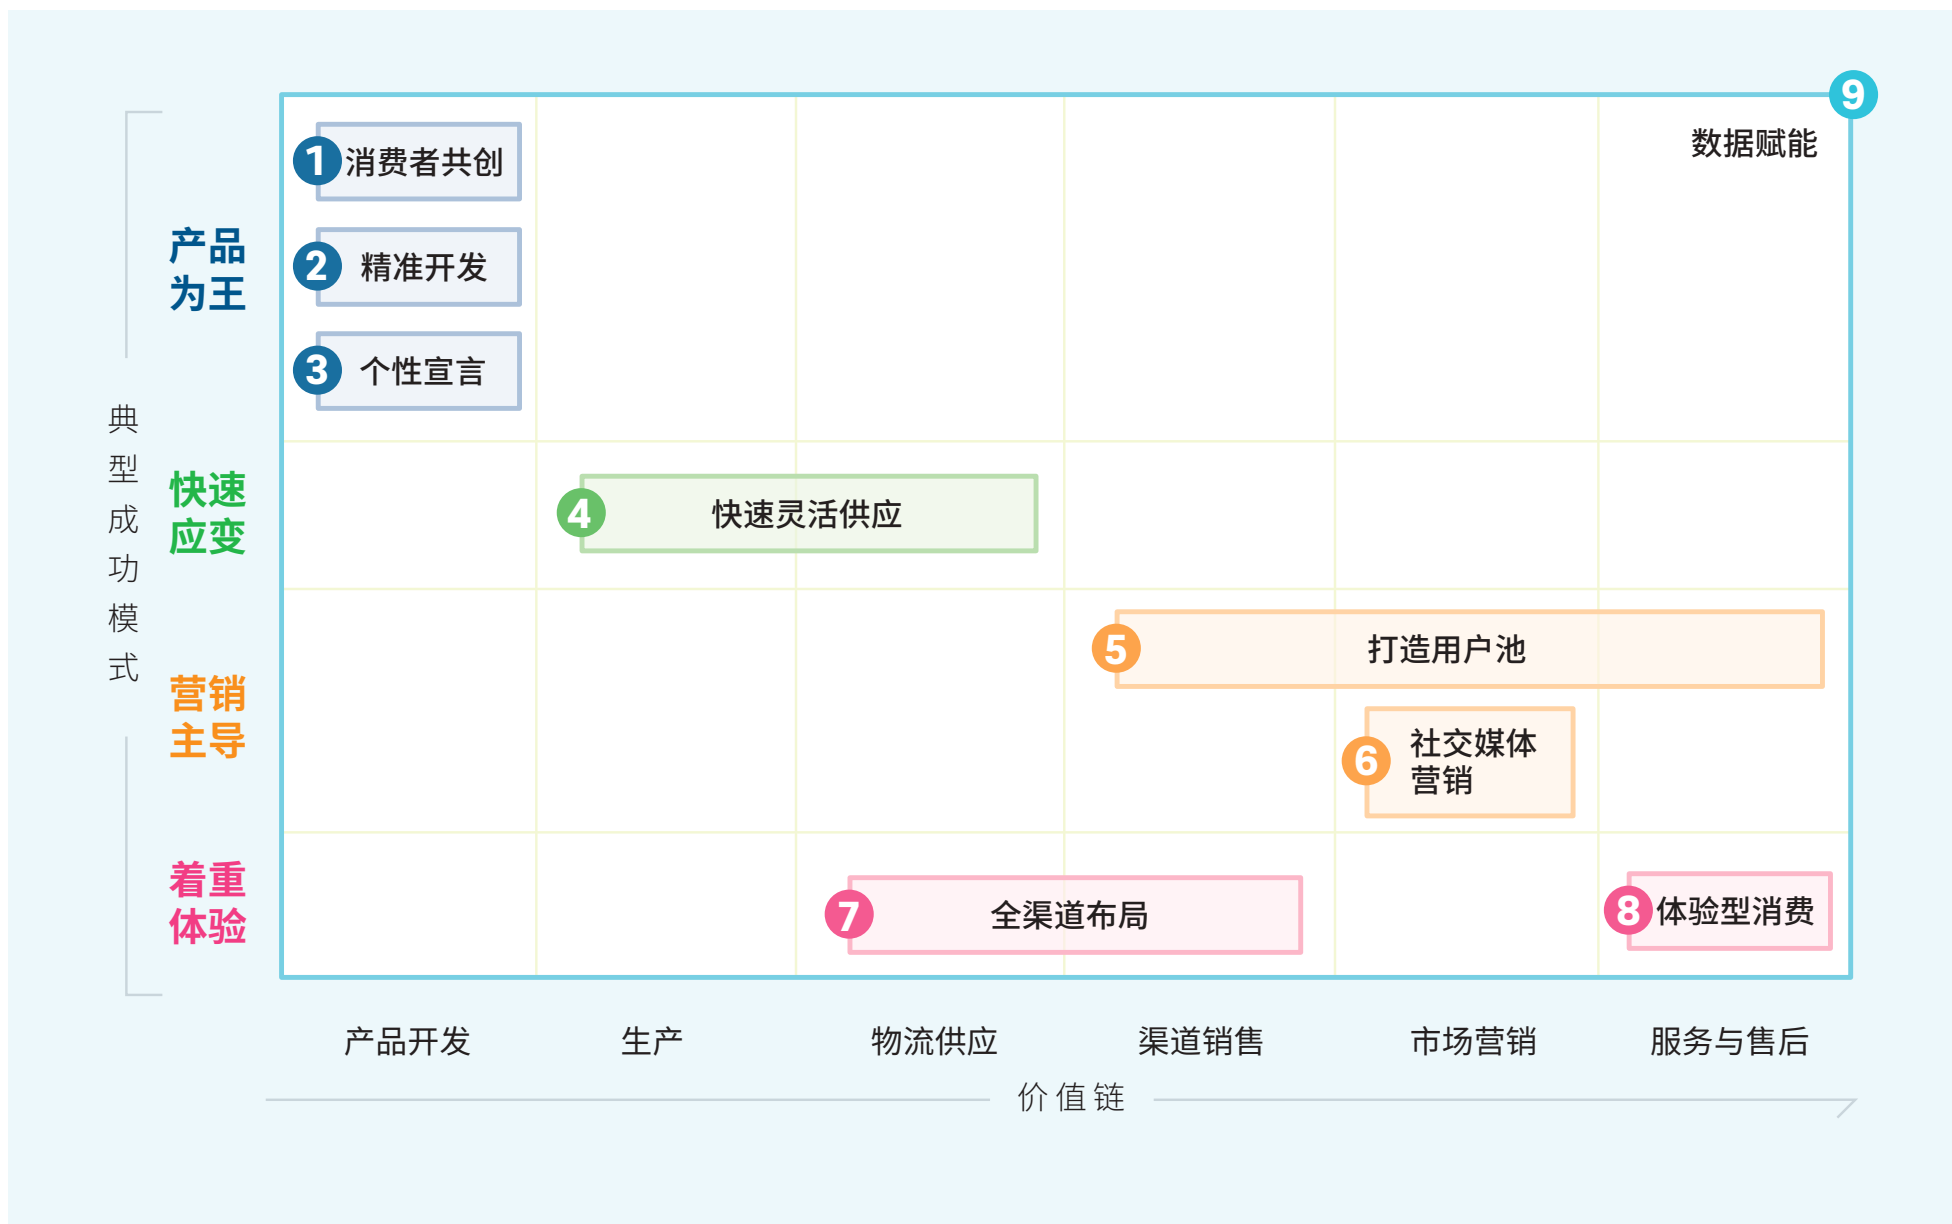 9
数据赋能
典型成功模式
产品
为王
1 消费者共创
2 精准开发
3 个性宣言
快速
应变
4 快速灵活供应
营销
主导
5 打造用户池
6 社交媒体
营销
着重
体验
7 全渠道布局
8 体验型消费
产品开发 生产 物流供应 渠道销售 市场营销 服务与售后
价值链